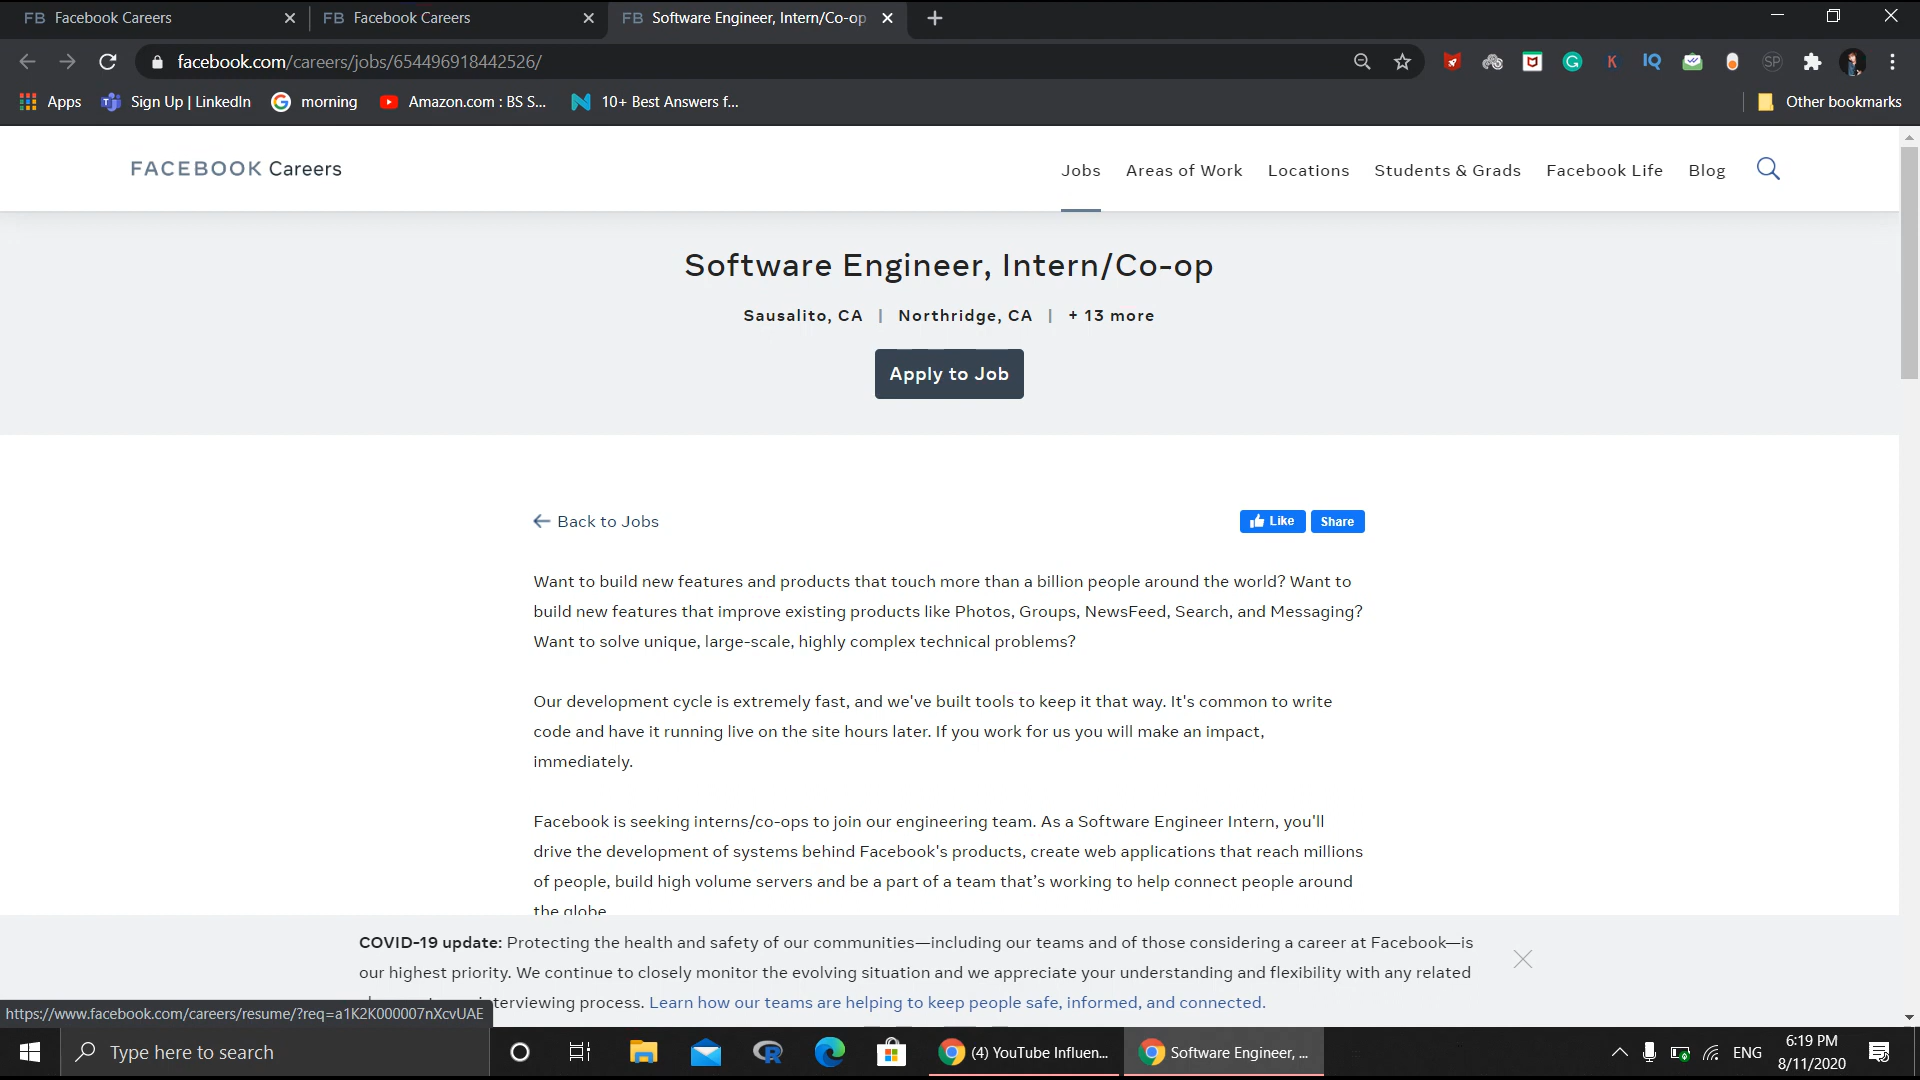 FB Facebook Careers
FB Facebook Careers
FB Software Engineer, Intern/Co-op
facebook.com/careers/jobs/654496918442526/
K IQ SP
Apps
Sign Up | LinkedIn
morning
Amazon.com : BS S...
10+ Best Answers f...
Other bookmarks
FACEBOOK Careers
Jobs
Areas of Work
Locations
Students & Grads
Facebook Life
Blog
Software Engineer, Intern/Co-op
Sausalito, CA | Northridge, CA | + 13 more
Apply to Job
Back to Jobs
Like
Share
Want to build new features and products that touch more than a billion people around the world? Want to
build new features that improve existing products like Photos, Groups, NewsFeed, Search, and Messaging?
Want to solve unique, large-scale, highly complex technical problems?
Our development cycle is extremely fast, and we've built tools to keep it that way. It's common to write
code and have it running live on the site hours later. If you work for us you will make an impact,
immediately.
Facebook is seeking interns/co-ops to join our engineering team. As a Software Engineer Intern, you'll
drive the development of systems behind Facebook's products, create web applications that reach millions
of people, build high volume servers and be a part of a team that’s working to help connect people around
the globe.
COVID-19 update: Protecting the health and safety of our communities—including our teams and of those considering a career at Facebook—is
our highest priority. We continue to closely monitor the evolving situation and we appreciate your understanding and flexibility with any related
terviewing process. Learn how our teams are helping to keep people safe, informed, and connected.
https://www.facebook.com/careers/resume/?req=a1K2K000007nXcvUAE
Type here to search
(4) YouTube Influen...
Software Engineer, ...
ENG
6:19 PM
8/11/2020